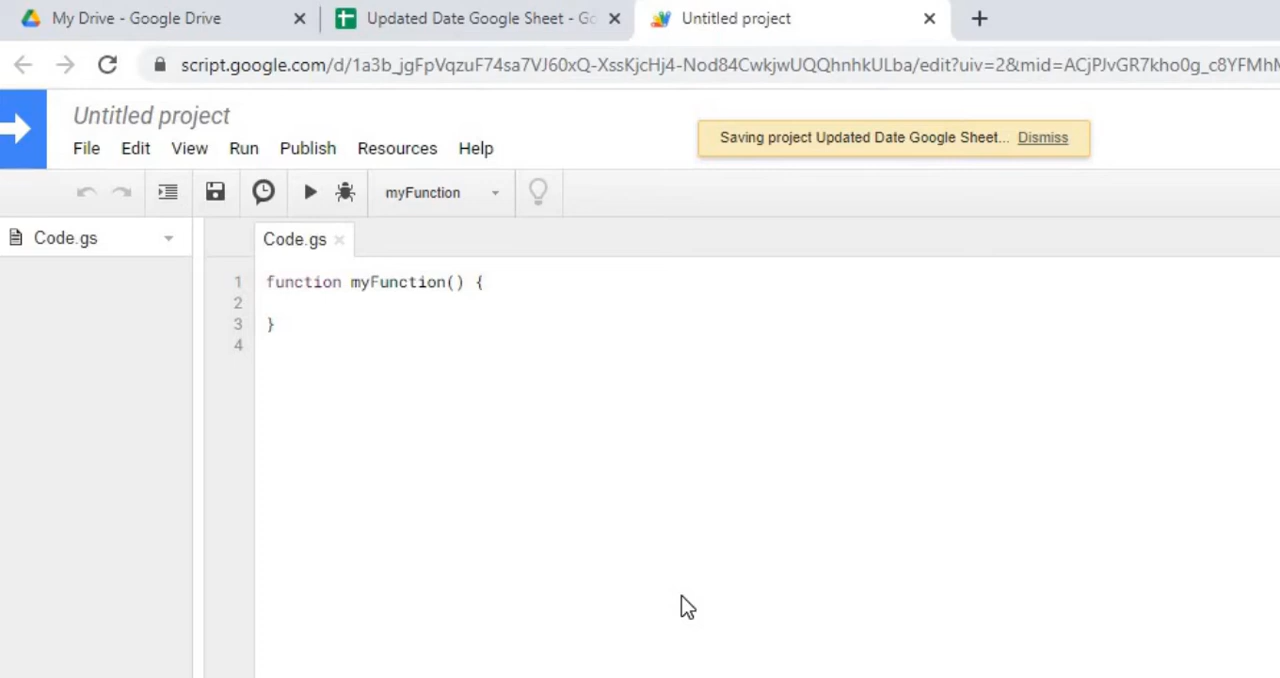 My Drive - Google Drive
Updated Date Google Sheet - Go
Untitled project
script.google.com/d/1a3b_jgFpVqzuF74sa7VJ60xQ-XssKjcHj4-Nod84CwkjwUQQhnhkULba/edit?uiv=2&mid=ACjPJvGR7kho0g_c8YFMhM
Untitled project
Saving project Updated Date Google Sheet... Dismiss
File Edit View Run Publish Resources Help
myFunction
Code.gs
Code.gs
1 function myFunction() {
2
3 }
4